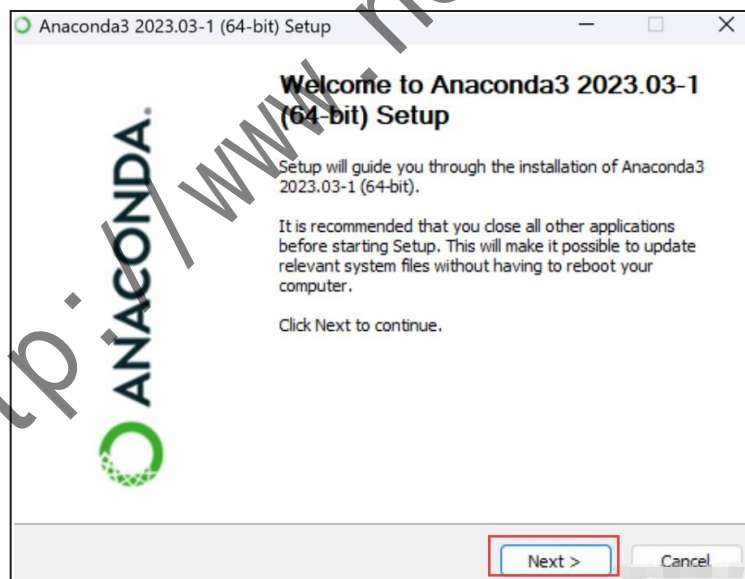 Anaconda3 2023.03-1 (64-bit) Setup
ANACONDA.
Welcome to Anaconda3 2023.03-1
(64-bit) Setup
Setup will guide you through the installation of Anaconda3
2023.03-1 (64-bit).
It is recommended that you close all other applications
before starting Setup. This will make it possible to update
relevant system files without having to reboot your
computer.
Click Next to continue.
Next >
Cancel